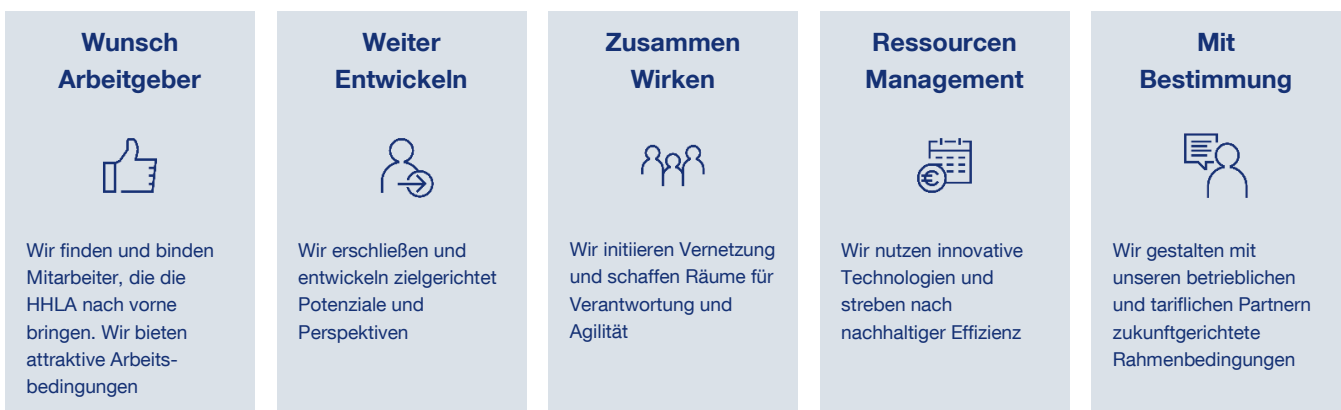 Wunsch
Arbeitgeber
Wir finden und binden
Mitarbeiter, die die
HHLA nach vorne
bringen. Wir bieten
attraktive Arbeits-
bedingungen
Weiter
Entwickeln
Wir erschließen und
entwickeln zielgerichtet
Potenziale und
Perspektiven
Zusammen
Wirken
Wir initiieren Vernetzung
und schaffen Räume für
Verantwortung und
Agilität
Ressourcen
Management
€
Wir nutzen innovative
Technologien und
streben nach
nachhaltiger Effizienz
Mit
Bestimmung
Wir gestalten mit
unseren betrieblichen
und tariflichen Partnern
zukunftgerichtete
Rahmenbedingungen